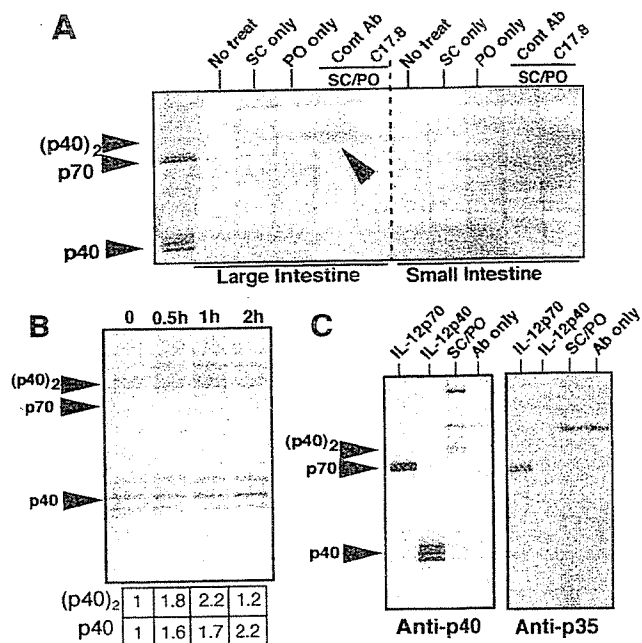 A
No treat SC only PO only Cont Ab C17.8 No treat SC only PO only Cont Ab C17.8
SC/PO SC/PO
(p40)2
p70
p40
Large Intestine Small Intestine
B
0 0.5h 1h 2h
(p40)2
p70
p40
(p40)2 1 1.8 2.2 1.2
p40 1 1.6 1.7 2.2
C
IL-12p70 IL-12p40 SC/PO Ab only IL-12p70 IL-12p40 SC/PO Ab only
(p40)2
p70
p40
Anti-p40 Anti-p35